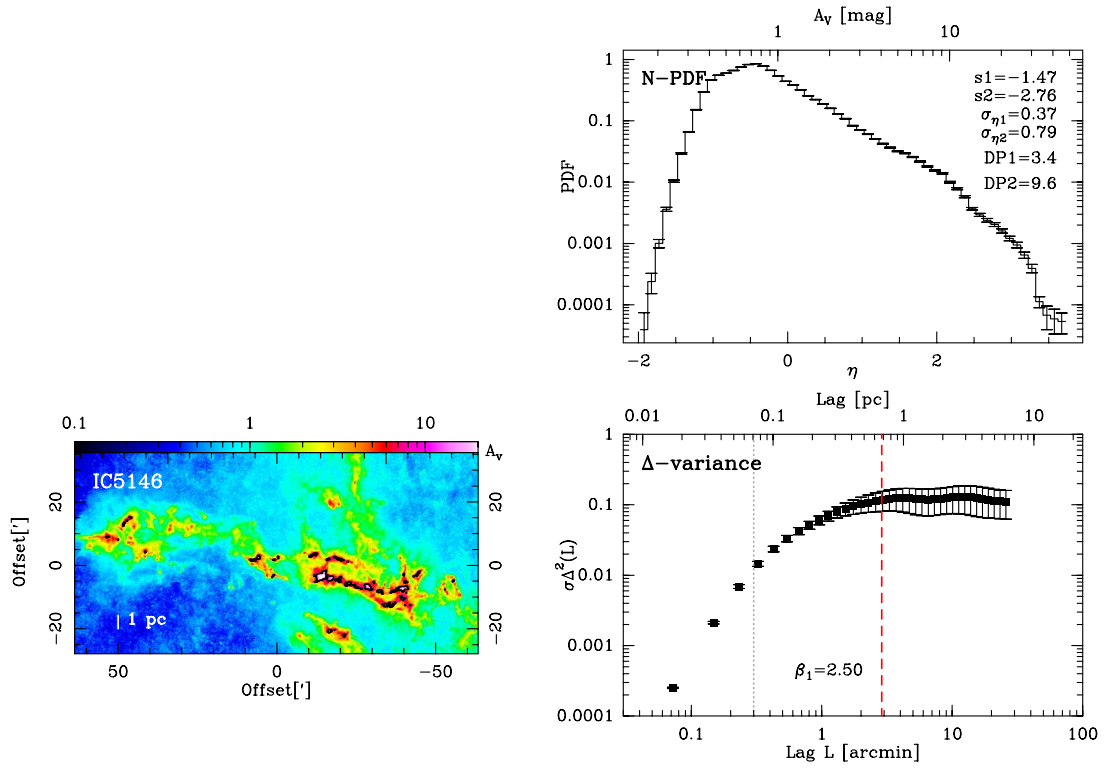 A_V [mag]
1 10
1
0.1
0.01
0.001
0.0001
PDF
N-PDF
s1=-1.47
s2=-2.76
σ_η1=0.37
σ_η2=0.79
DP1=3.4
DP2=9.6
-2 0 2
η
0.1 1 10
A_V
IC5146
| 1 pc
20
0
-20
Offset[']
20
0
-20
50 0 -50
Offset[']
Lag [pc]
0.01 0.1 1 10
1
0.1
0.01
0.001
0.0001
σΔ²(L)
Δ-variance
β₁=2.50
0.1 1 10 100
Lag L [arcmin]